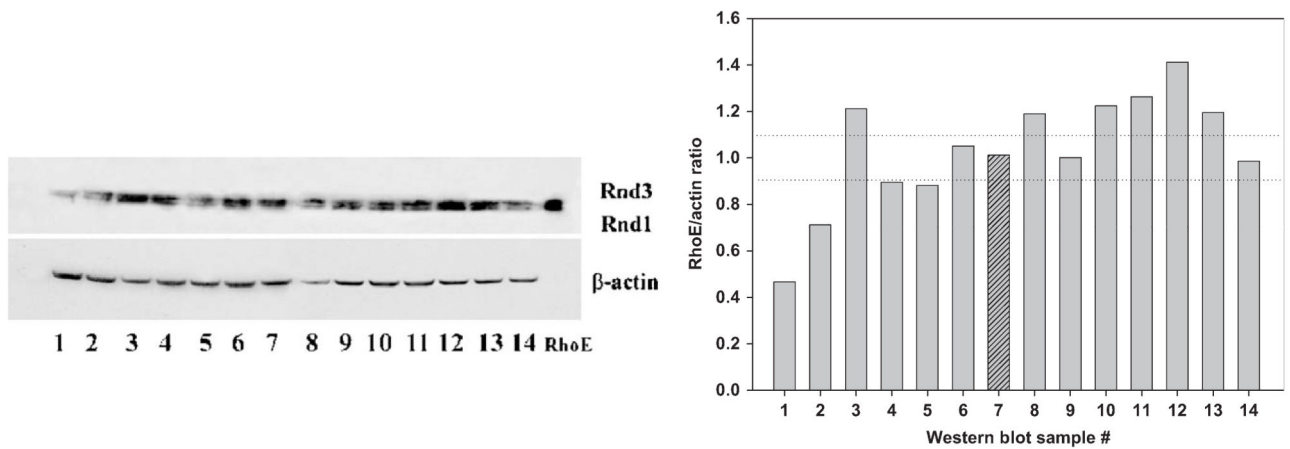 Rnd3
Rnd1
β-actin
1 2 3 4 5 6 7 8 9 10 11 12 13 14 RhoE
RhoE/actin ratio
1.6
1.4
1.2
1.0
0.8
0.6
0.4
0.2
0.0
1 2 3 4 5 6 7 8 9 10 11 12 13 14
Western blot sample #